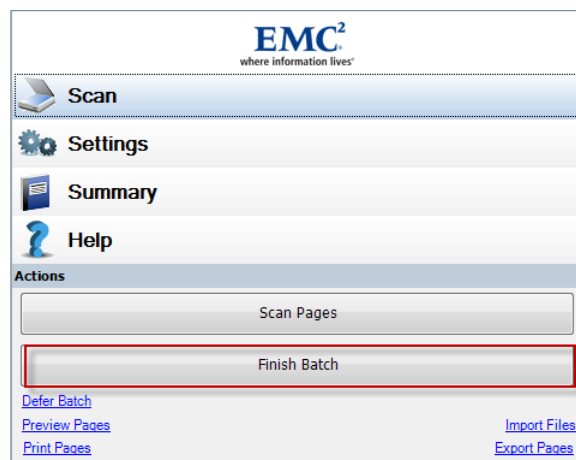 EMC²
where information lives®
Scan
Settings
Summary
Help
Actions
Scan Pages
Finish Batch
Defer Batch
Preview Pages Import Files
Print Pages Export Pages